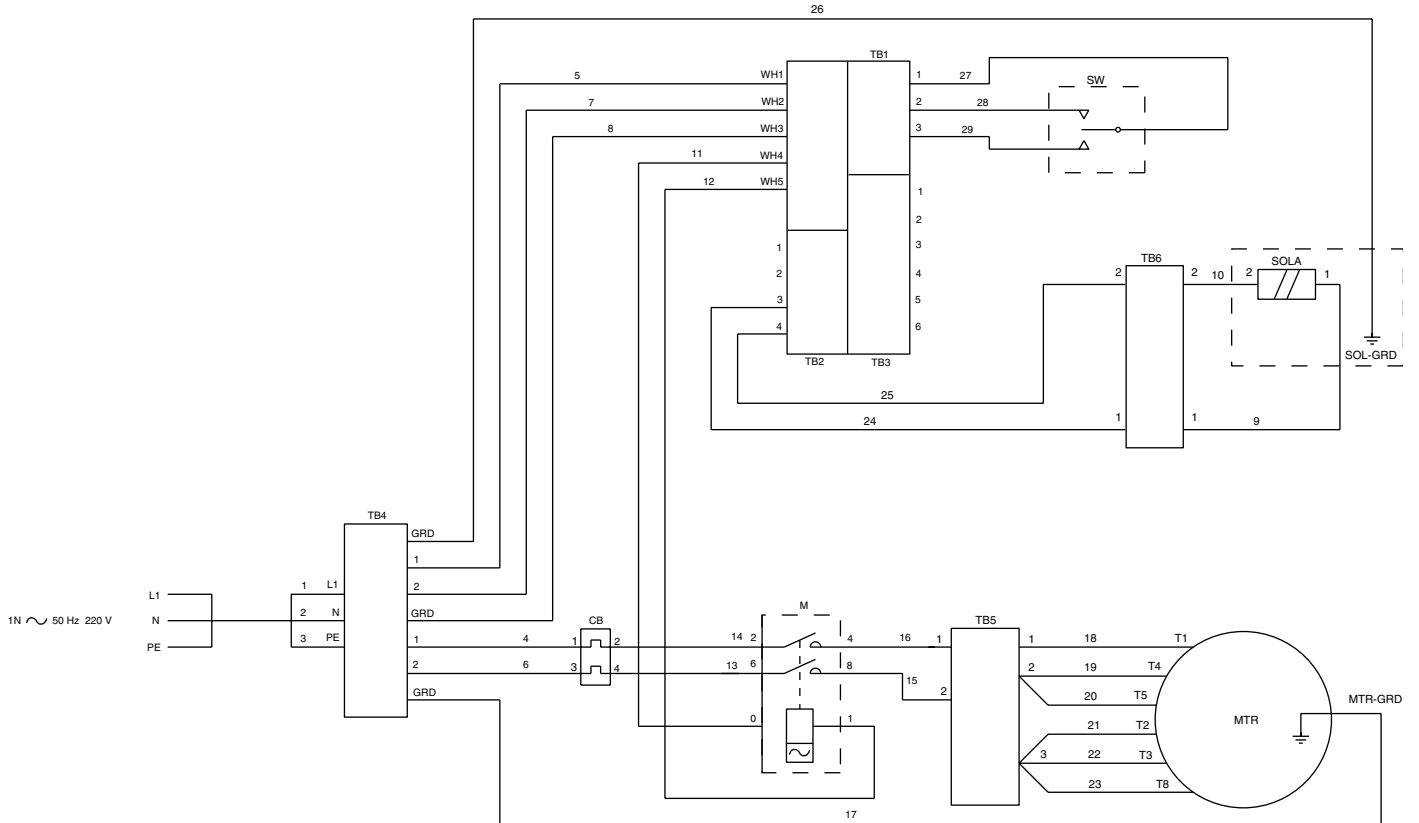 26
TB1
5 WH1 1 27 SW
7 WH2 2 28
8 WH3 3 29
11 WH4
12 WH5
1
2
1 3
2 4
3 5
4 6
TB2 TB3
TB6 SOLA
2 2 10 2 1
SOL-GRD
25
24 1 1 9
TB4
GRD
1
L1 1 L1 2
1N 50 Hz 220 V N 2 N GRD CB M TB5
PE 3 PE 1 4 1 2 14 2 4 16 1 1 18 T1
2 6 3 4 13 6 8 15 2 19 T4
GRD 2 20 T5 MTR-GRD
0 1 21 T2 MTR
3 22 T3
23 T8
17